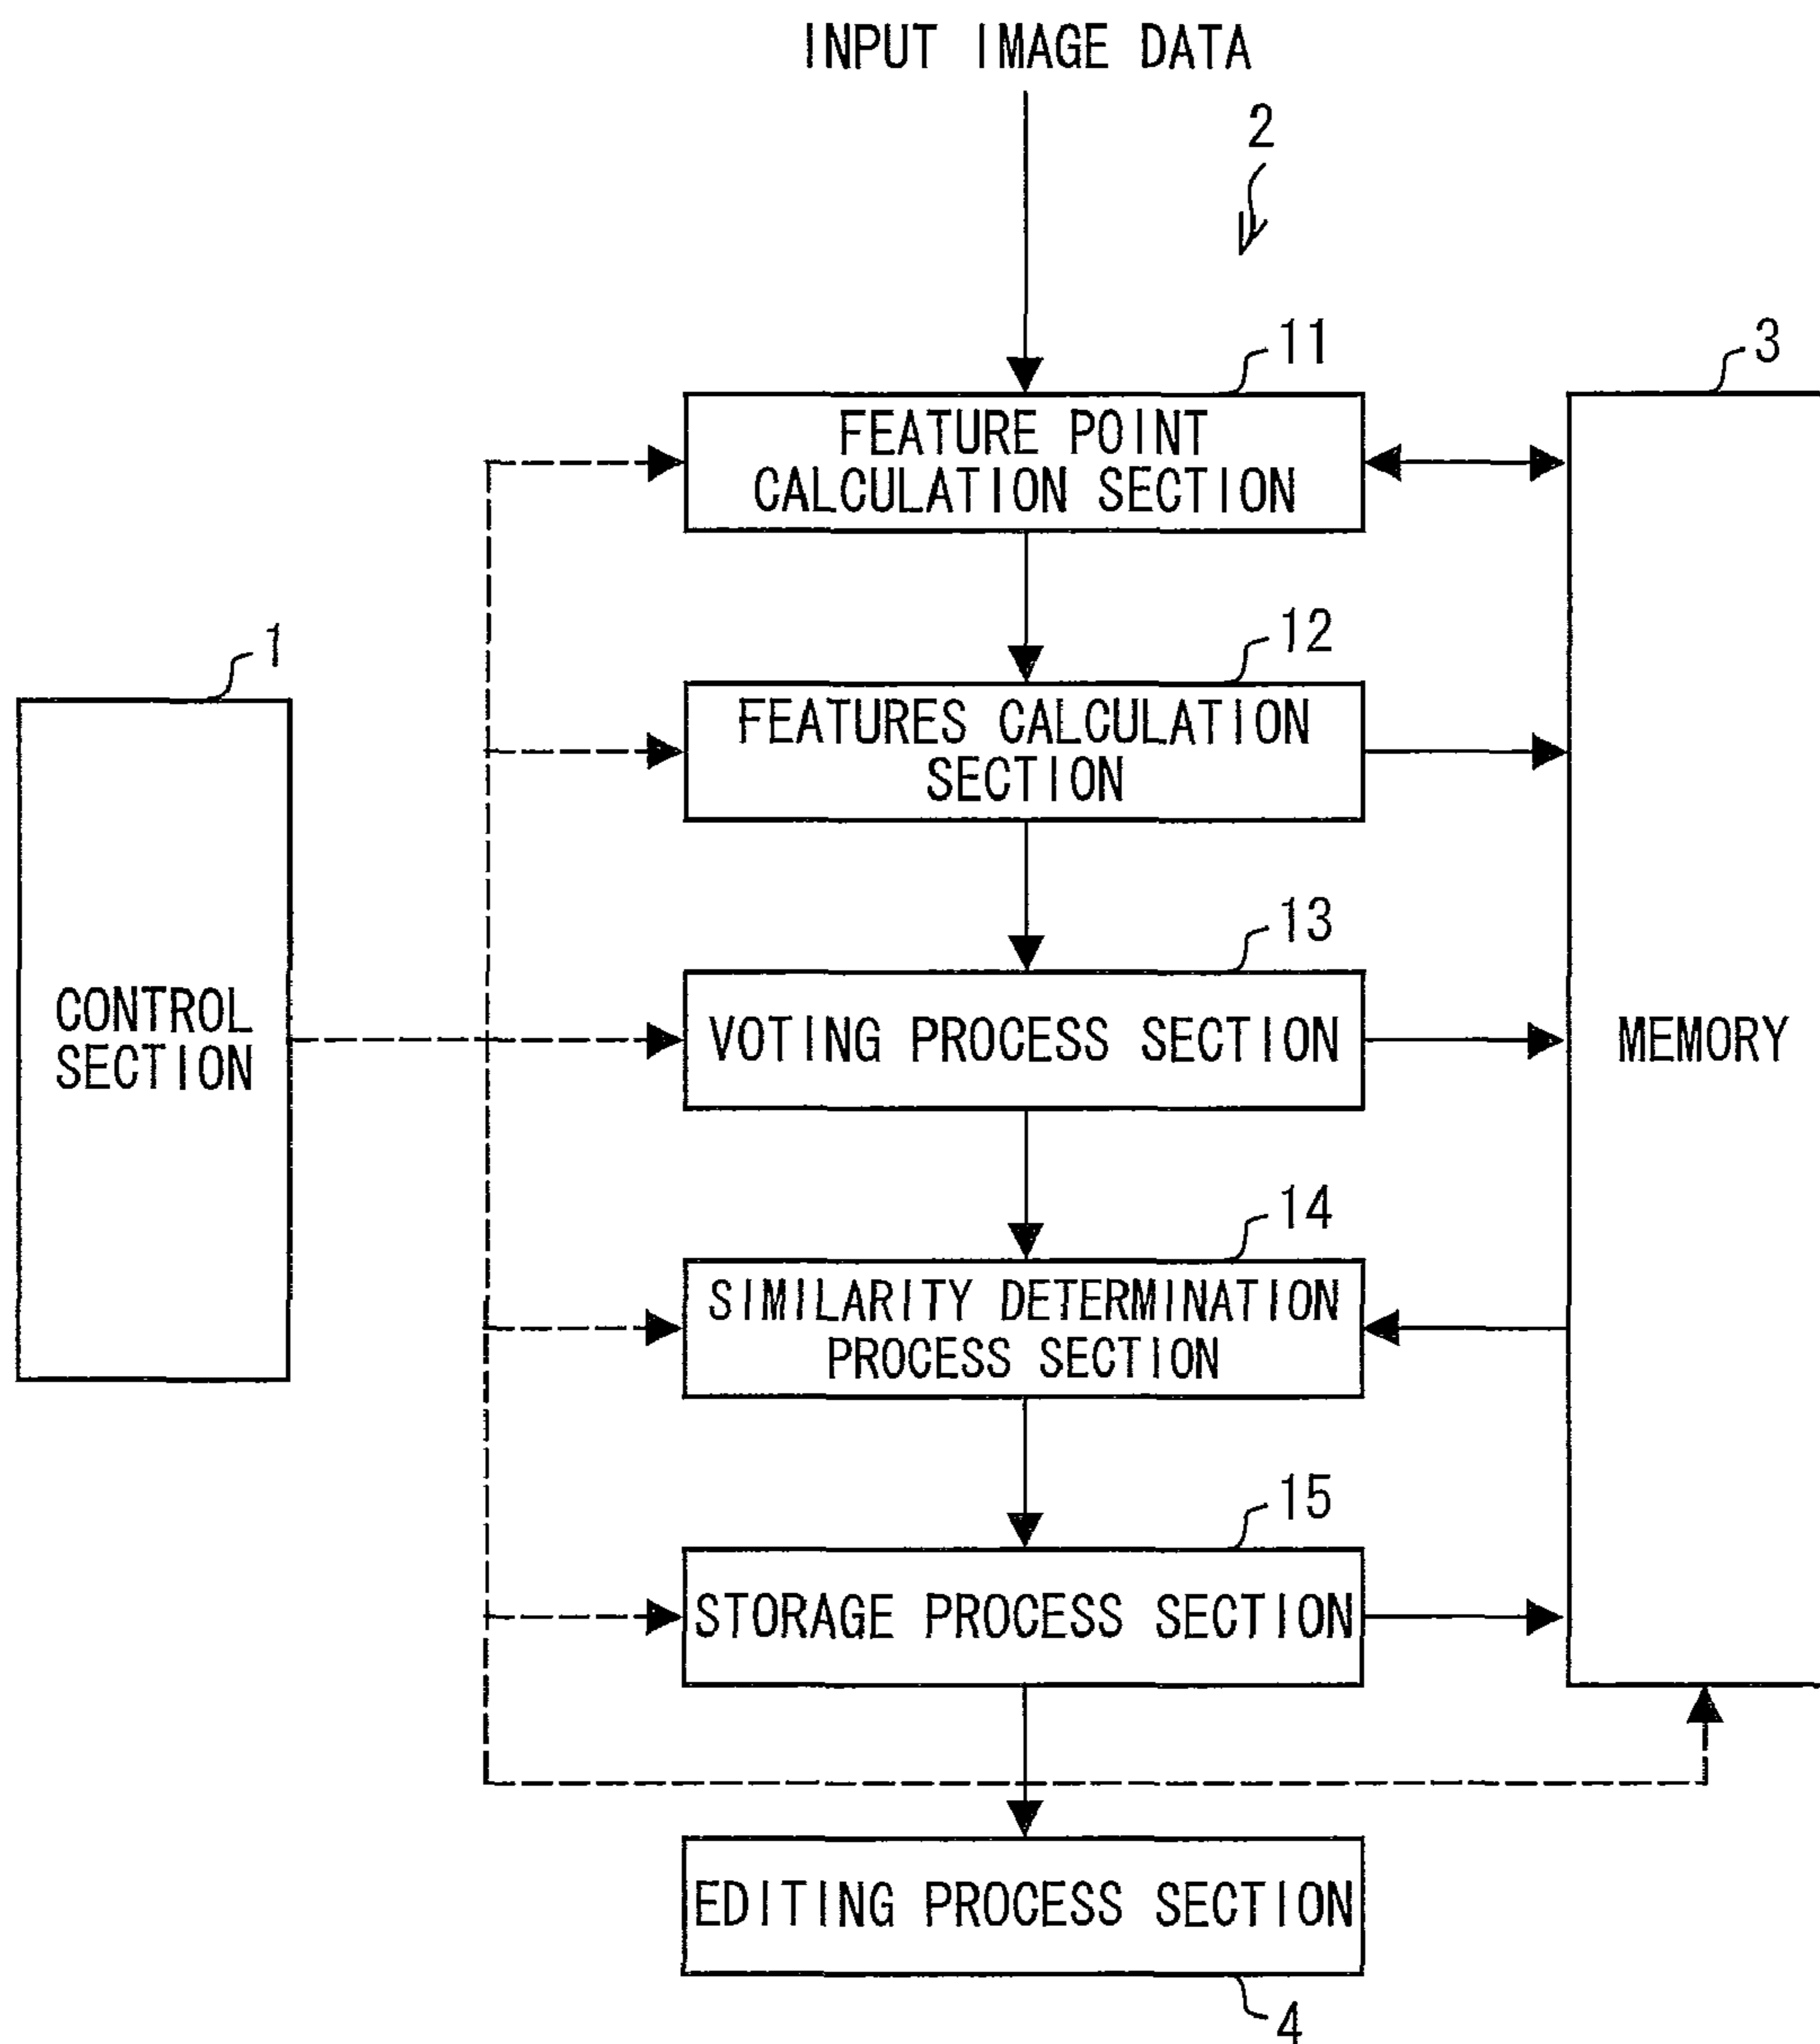 INPUT IMAGE DATA
2
11
FEATURE POINT
CALCULATION SECTION
3
12
FEATURES CALCULATION
SECTION
1
CONTROL
SECTION
13
VOTING PROCESS SECTION
MEMORY
14
SIMILARITY DETERMINATION
PROCESS SECTION
15
STORAGE PROCESS SECTION
EDITING PROCESS SECTION
4